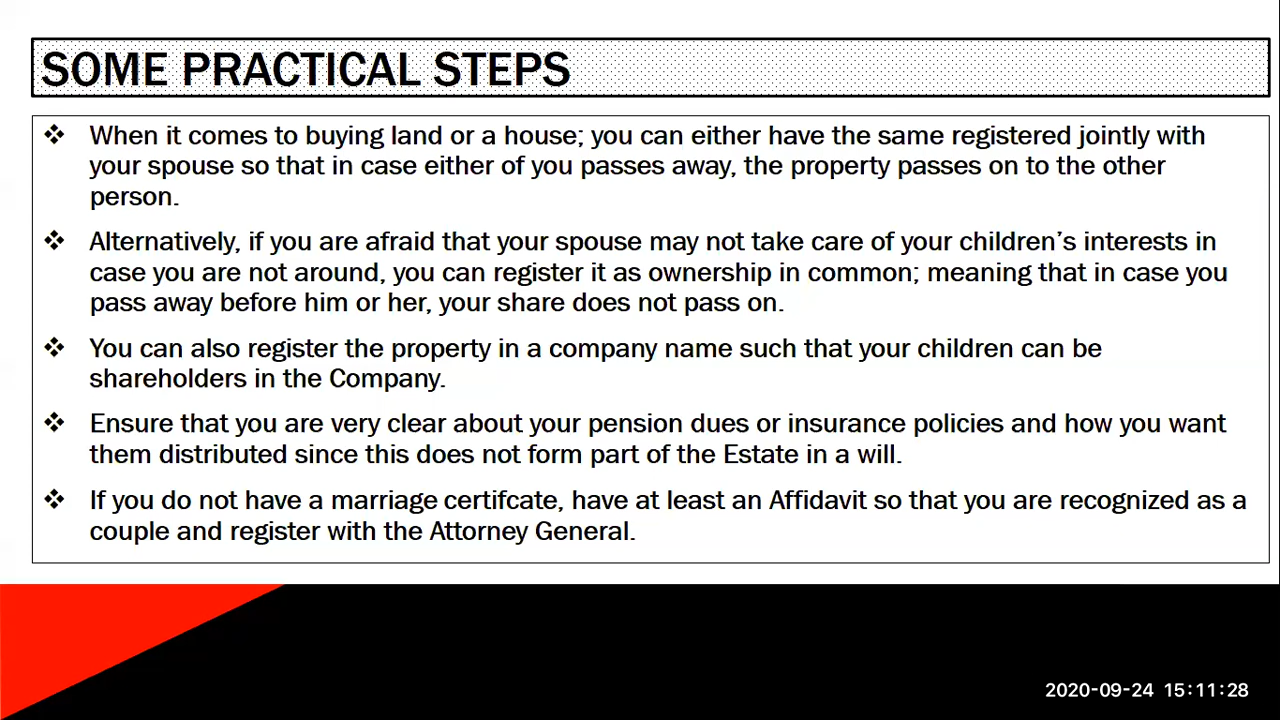 SOME PRACTICAL STEPS
❖ When it comes to buying land or a house; you can either have the same registered jointly with
your spouse so that in case either of you passes away, the property passes on to the other
person.
❖ Alternatively, if you are afraid that your spouse may not take care of your children’s interests in
case you are not around, you can register it as ownership in common; meaning that in case you
pass away before him or her, your share does not pass on.
❖ You can also register the property in a company name such that your children can be
shareholders in the Company.
❖ Ensure that you are very clear about your pension dues or insurance policies and how you want
them distributed since this does not form part of the Estate in a will.
❖ If you do not have a marriage certifcate, have at least an Affidavit so that you are recognized as a
couple and register with the Attorney General.
2020-09-24 15:11:28